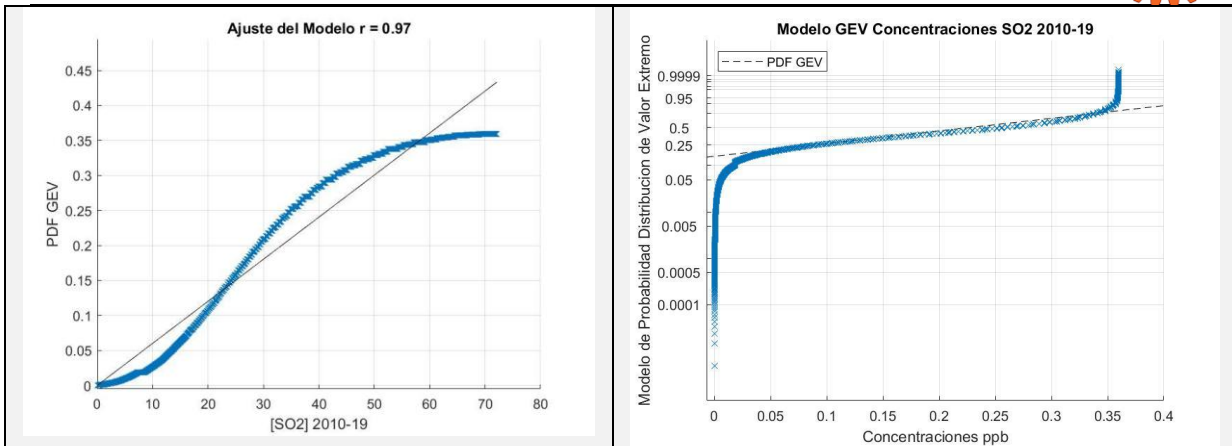 Ajuste del Modelo r = 0.97
0.45
0.4
0.35
0.3
0.25
0.2
0.15
0.1
0.05
0
PDF GEV
0 10 20 30 40 50 60 70 80
[SO2] 2010-19
Modelo GEV Concentraciones SO2 2010-19
PDF GEV
0.9999
0.95
0.5
0.25
0.05
0.005
0.0005
0.0001
Modelo de Probabilidad Distribucion de Valor Extremo
0 0.05 0.1 0.15 0.2 0.25 0.3 0.35 0.4
Concentraciones ppb